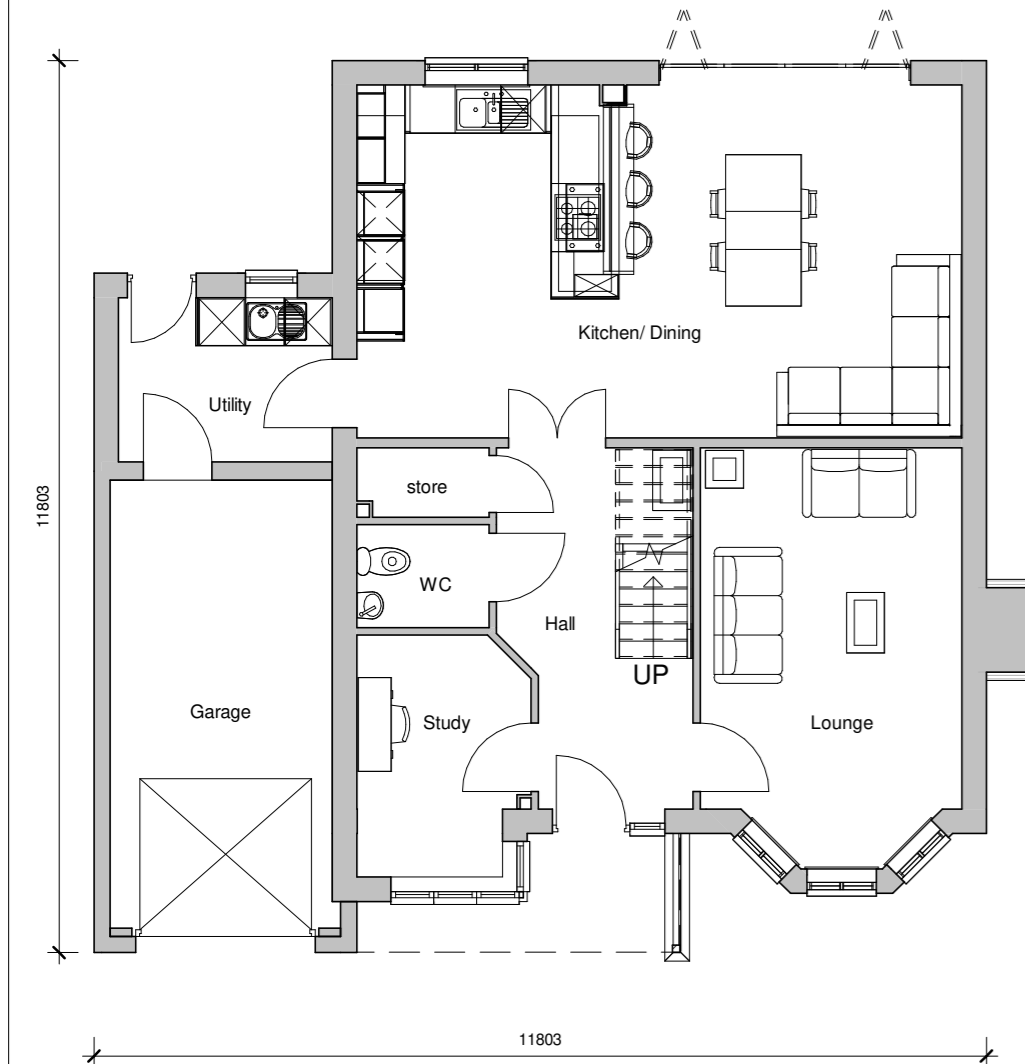 Kitchen/ Dining
Utility
store
11803
WC
Hall
UP
Garage
Study
Lounge
11803